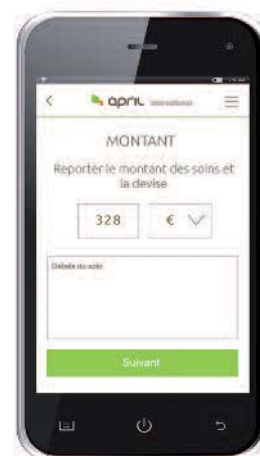 april international
MONTANT
Reporter le montant des soins et
la devise
328 €
Détails du soin
Suivant